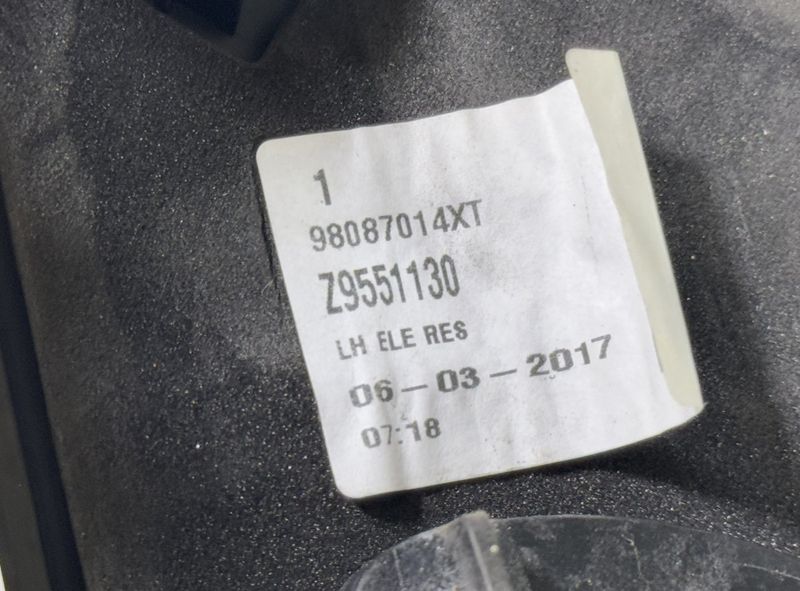 1
98087014XT
Z9551130
LH ELE RES
06-03-2017
07:18